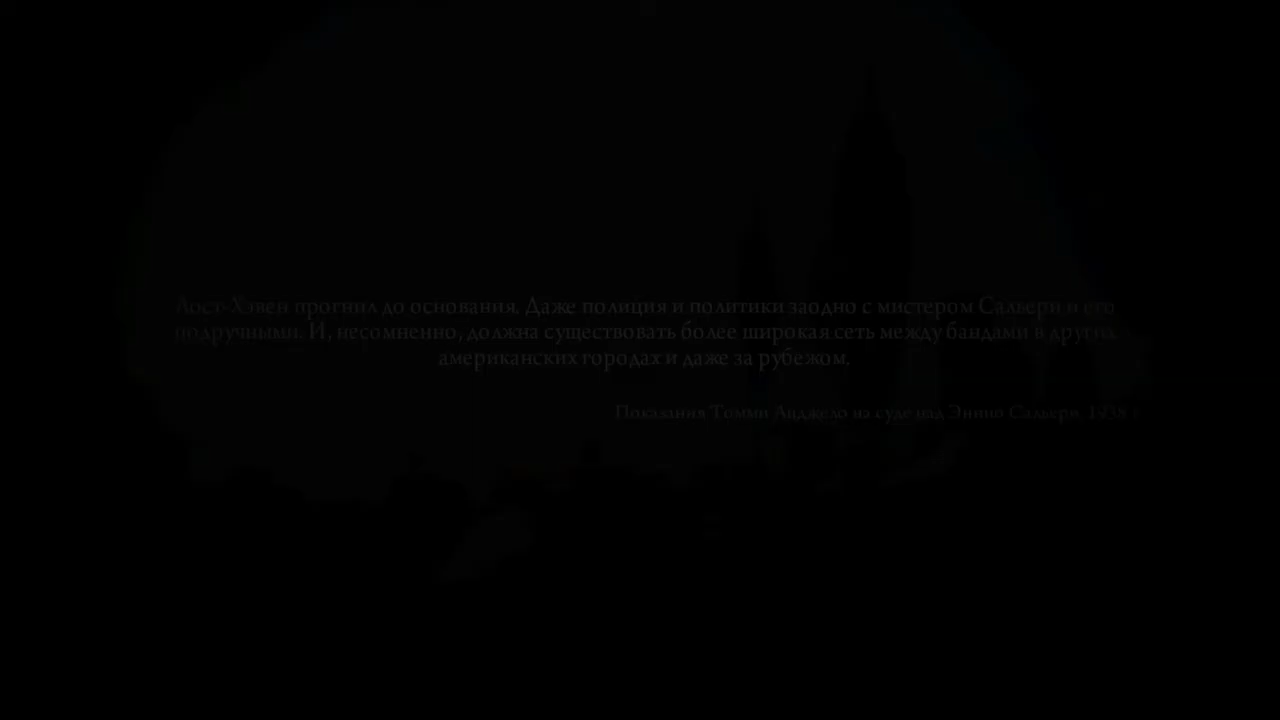 Лост-Хэвен прогнил до основания. Даже полиция и политики заодно с мистером Сальери и его
подручными. И, несомненно, должна существовать более широкая сеть между бандами в других
американских городах и даже за рубежом.
Показания Томми Анджело на суде над Эннио Сальери, 1938 г.